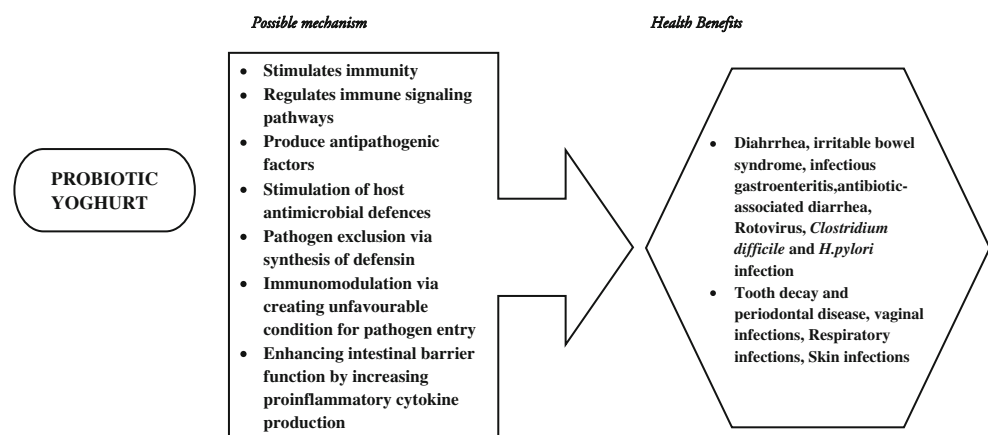 Possible mechanism
Health Benefits
PROBIOTIC
YOGHURT
• Stimulates immunity
• Regulates immune signaling
pathways
• Produce antipathogenic
factors
• Stimulation of host
antimicrobial defences
• Pathogen exclusion via
synthesis of defensin
• Immunomodulation via
creating unfavourable
condition for pathogen entry
• Enhancing intestinal barrier
function by increasing
proinflammatory cytokine
production
• Diahrrhea, irritable bowel
syndrome, infectious
gastroenteritis,antibiotic-
associated diarrhea,
Rotovirus, Clostridium
difficile and H.pylori
infection
• Tooth decay and
periodontal disease, vaginal
infections, Respiratory
infections, Skin infections